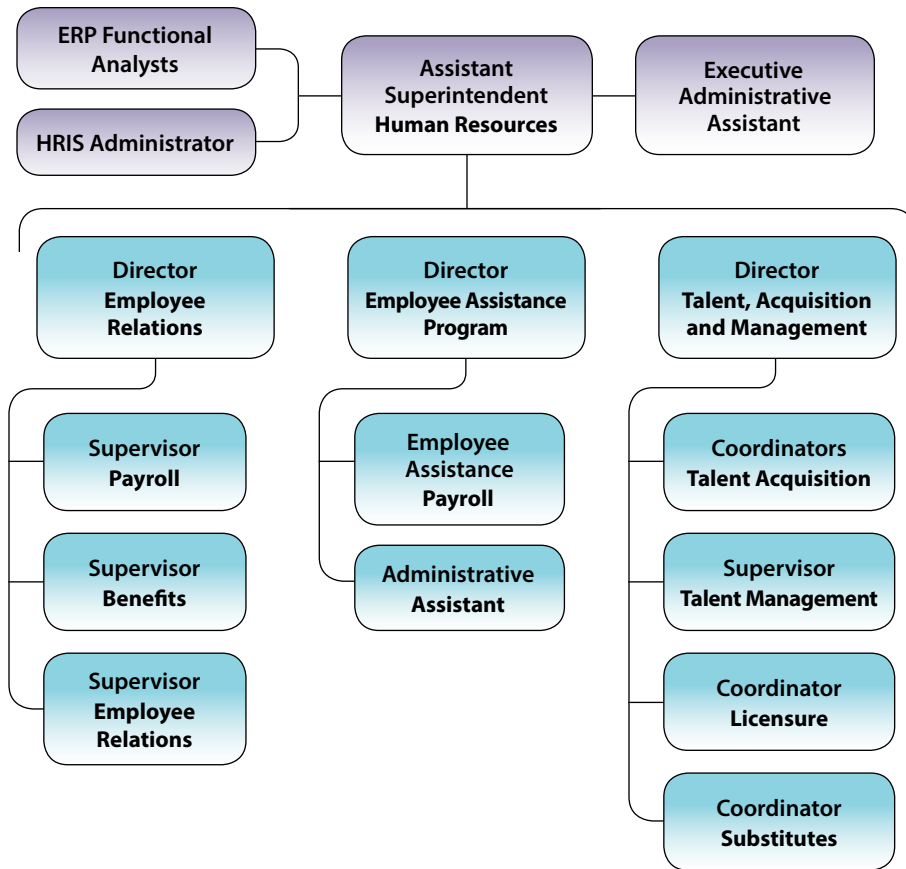 ERP Functional
Analysts
HRIS Administrator
Assistant
Superintendent
Human Resources
Executive
Administrative
Assistant
Director
Employee
Relations
Supervisor
Payroll
Supervisor
Benefits
Supervisor
Employee
Relations
Director
Employee Assistance
Program
Employee
Assistance
Payroll
Administrative
Assistant
Director
Talent, Acquisition
and Management
Coordinators
Talent Acquisition
Supervisor
Talent Management
Coordinator
Licensure
Coordinator
Substitutes